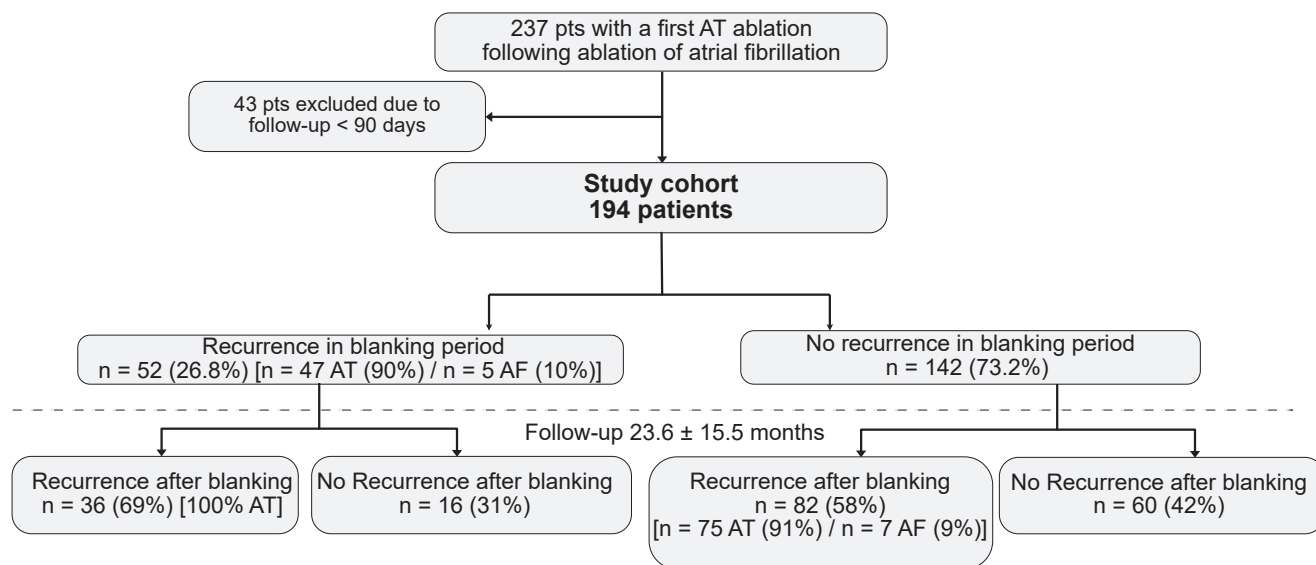 237 pts with a first AT ablation
following ablation of atrial fibrillation
43 pts excluded due to
follow-up < 90 days
Study cohort
194 patients
Recurrence in blanking period
n = 52 (26.8%) [n = 47 AT (90%) / n = 5 AF (10%)]
No recurrence in blanking period
n = 142 (73.2%)
Follow-up 23.6 ± 15.5 months
Recurrence after blanking
n = 36 (69%) [100% AT]
No Recurrence after blanking
n = 16 (31%)
Recurrence after blanking
n = 82 (58%)
[n = 75 AT (91%) / n = 7 AF (9%)]
No Recurrence after blanking
n = 60 (42%)